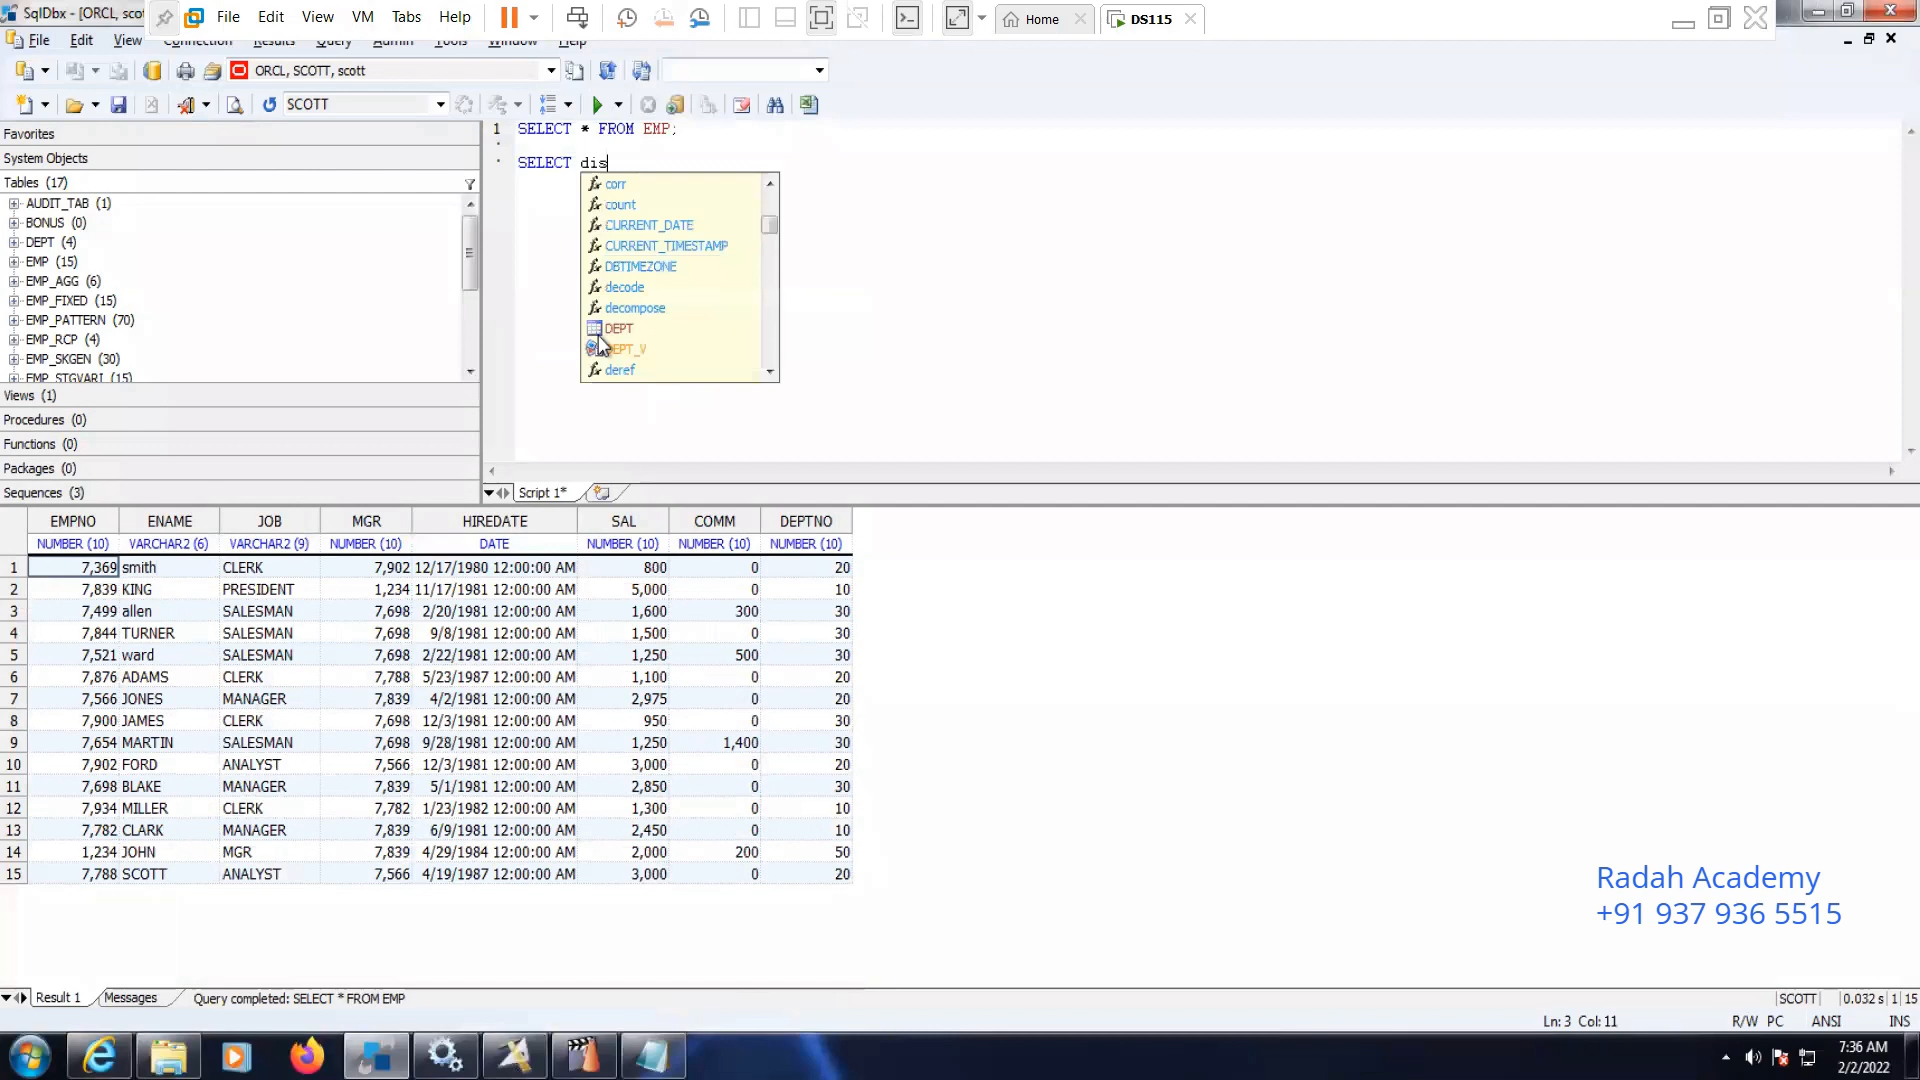 SqlDbx - [ORCL, scot
File Edit View VM Tabs Help
Home
DS115
File Edit View Connection Results Query Admin Tools Window Help
ORCL, SCOTT, scott
SCOTT
Favorites
System Objects
Tables (17)
AUDIT_TAB (1)
BONUS (0)
DEPT (4)
EMP (15)
EMP_AGG (6)
EMP_FIXED (15)
EMP_PATTERN (70)
EMP_RCP (4)
EMP_SKGEN (30)
EMP_STGVARI (15)
Views (1)
Procedures (0)
Functions (0)
Packages (0)
Sequences (3)
1 SELECT * FROM EMP;
SELECT dis
corr
count
CURRENT_DATE
CURRENT_TIMESTAMP
DBTIMEZONE
decode
decompose
DEPT
EPT_V
deref
Script 1*
EMPNO ENAME JOB MGR HIREDATE SAL COMM DEPTNO
NUMBER (10) VARCHAR2 (6) VARCHAR2 (9) NUMBER (10) DATE NUMBER (10) NUMBER (10) NUMBER (10)
1 7,369 smith CLERK 7,902 12/17/1980 12:00:00 AM 800 0 20
2 7,839 KING PRESIDENT 1,234 11/17/1981 12:00:00 AM 5,000 0 10
3 7,499 allen SALESMAN 7,698 2/20/1981 12:00:00 AM 1,600 300 30
4 7,844 TURNER SALESMAN 7,698 9/8/1981 12:00:00 AM 1,500 0 30
5 7,521 ward SALESMAN 7,698 2/22/1981 12:00:00 AM 1,250 500 30
6 7,876 ADAMS CLERK 7,788 5/23/1987 12:00:00 AM 1,100 0 20
7 7,566 JONES MANAGER 7,839 4/2/1981 12:00:00 AM 2,975 0 20
8 7,900 JAMES CLERK 7,698 12/3/1981 12:00:00 AM 950 0 30
9 7,654 MARTIN SALESMAN 7,698 9/28/1981 12:00:00 AM 1,250 1,400 30
10 7,902 FORD ANALYST 7,566 12/3/1981 12:00:00 AM 3,000 0 20
11 7,698 BLAKE MANAGER 7,839 5/1/1981 12:00:00 AM 2,850 0 30
12 7,934 MILLER CLERK 7,782 1/23/1982 12:00:00 AM 1,300 0 10
13 7,782 CLARK MANAGER 7,839 6/9/1981 12:00:00 AM 2,450 0 10
14 1,234 JOHN MGR 7,839 4/29/1984 12:00:00 AM 2,000 200 50
15 7,788 SCOTT ANALYST 7,566 4/19/1987 12:00:00 AM 3,000 0 20
Radah Academy
+91 937 936 5515
Result 1 Messages Query completed: SELECT * FROM EMP SCOTT 0.032 s 1 15
Ln:3 Col:11 R/W PC ANSI INS
7:36 AM
2/2/2022